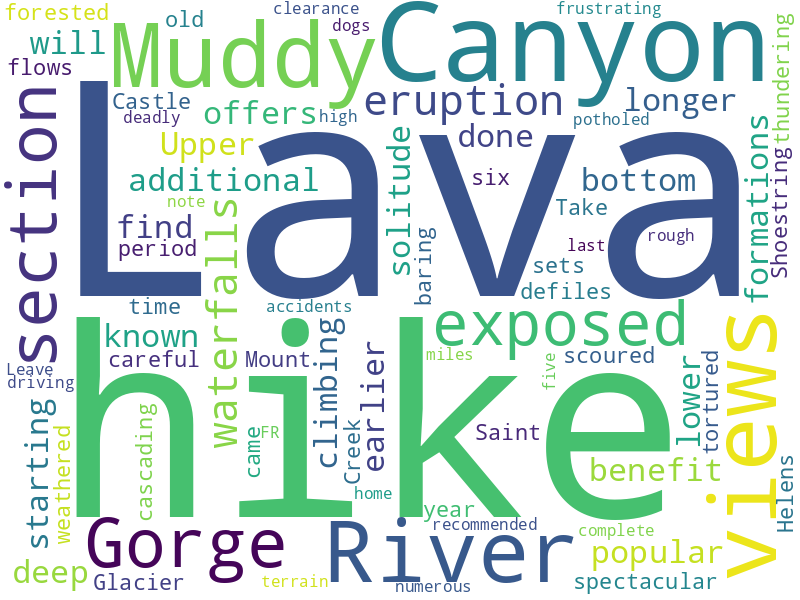 forested
old
clearance
dogs
frustrating
will
Muddy
Canyon
flows
Castle
deadly
offers
high
eruption
longer
potholed
thundering
section
Lava
Upper
done
additional
note
six
bottom
solitude
formations
Shoestring
find
period
waterfalls
Take
baring
last
rough
sets
defiles
time
accidents
known
careful
Mount
hike
exposed
views
miles
scoured
Leave
driving
climbing
earlier
five
lower
tortured
starting
weathered
cascading
came
FR
Creek
Saint
home
benefit
Helens
year
recommended
Gorge
River
complete
popular
deep
Glacier
terrain
numerous
spectacular